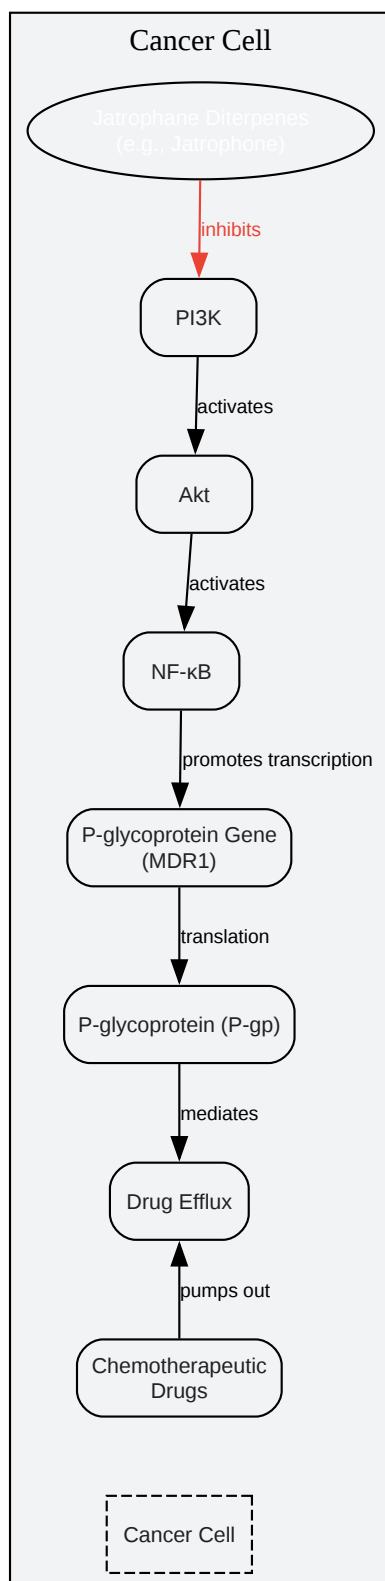 Cancer Cell
Jatrophane Diterpenes
(e.g., Jatrophone)
inhibits
PI3K
activates
Akt
activates
NF-κB
promotes transcription
P-glycoprotein Gene
(MDR1)
translation
P-glycoprotein (P-gp)
mediates
Drug Efflux
pumps out
Chemotherapeutic
Drugs
Cancer Cell